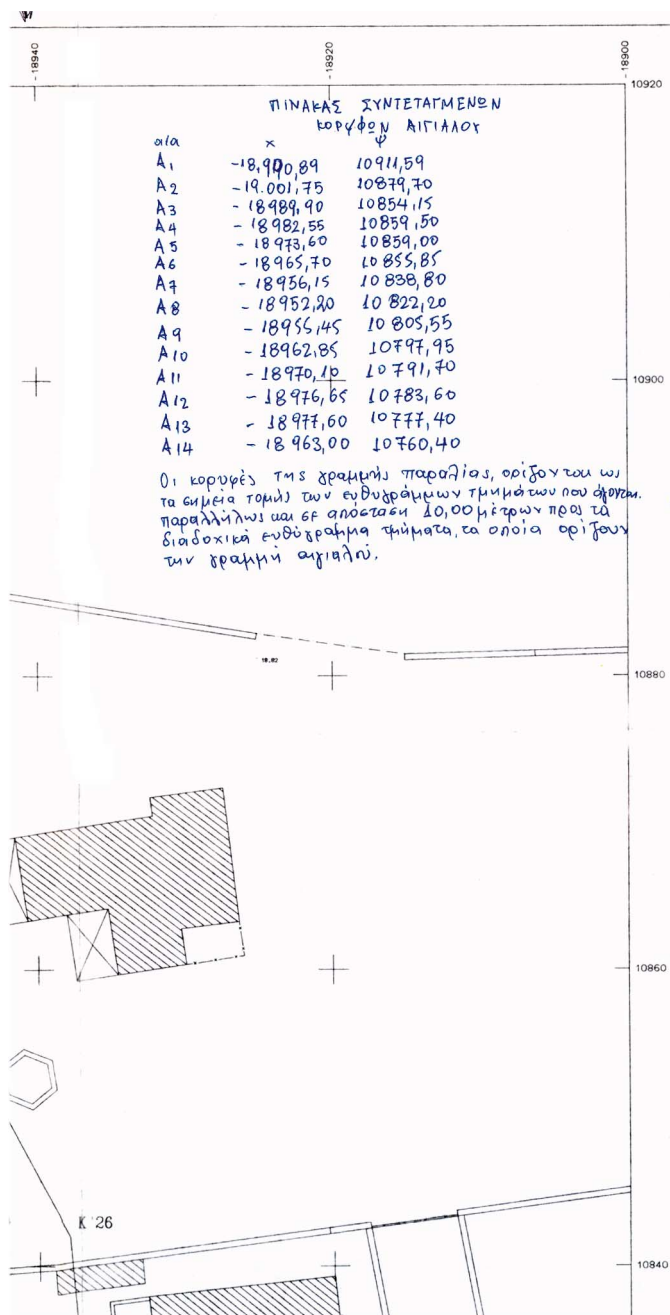 -18940 -18920 -18900
10920
ΠΙΝΑΚΑΣ ΣΥΝΤΕΤΑΓΜΕΝΩΝ
ΚΟΡΥΦΩΝ ΑΙΓΙΑΛΟΥ
α/α x ψ
A1 -18,990,89 10911,59
A2 -19.001,75 10879,70
A3 -18989,90 10854,15
A4 -18982,55 10859,50
A5 -18973,60 10859,00
A6 -18965,70 10855,85
A7 -18956,15 10838,80
A8 -18952,20 10822,20
A9 -18955,45 10805,55
A10 -18962,85 10797,95
A11 -18970,10 10791,70
10900
A12 -18976,65 10783,60
A13 -18977,60 10777,40
A14 -18963,00 10760,40
Οι κορυφές της γραμμής παραλίας, ορίζονται ως
τα σημεία τομής των ευθυγράμμων τμημάτων που άγονται
παραλλήλως και σε απόσταση 10,00 μέτρων προς τα
διαδοχικά ευθύγραμμα τμήματα, τα οποία ορίζουν
την γραμμή αιγιαλού.
10880
10860
K 26
10840